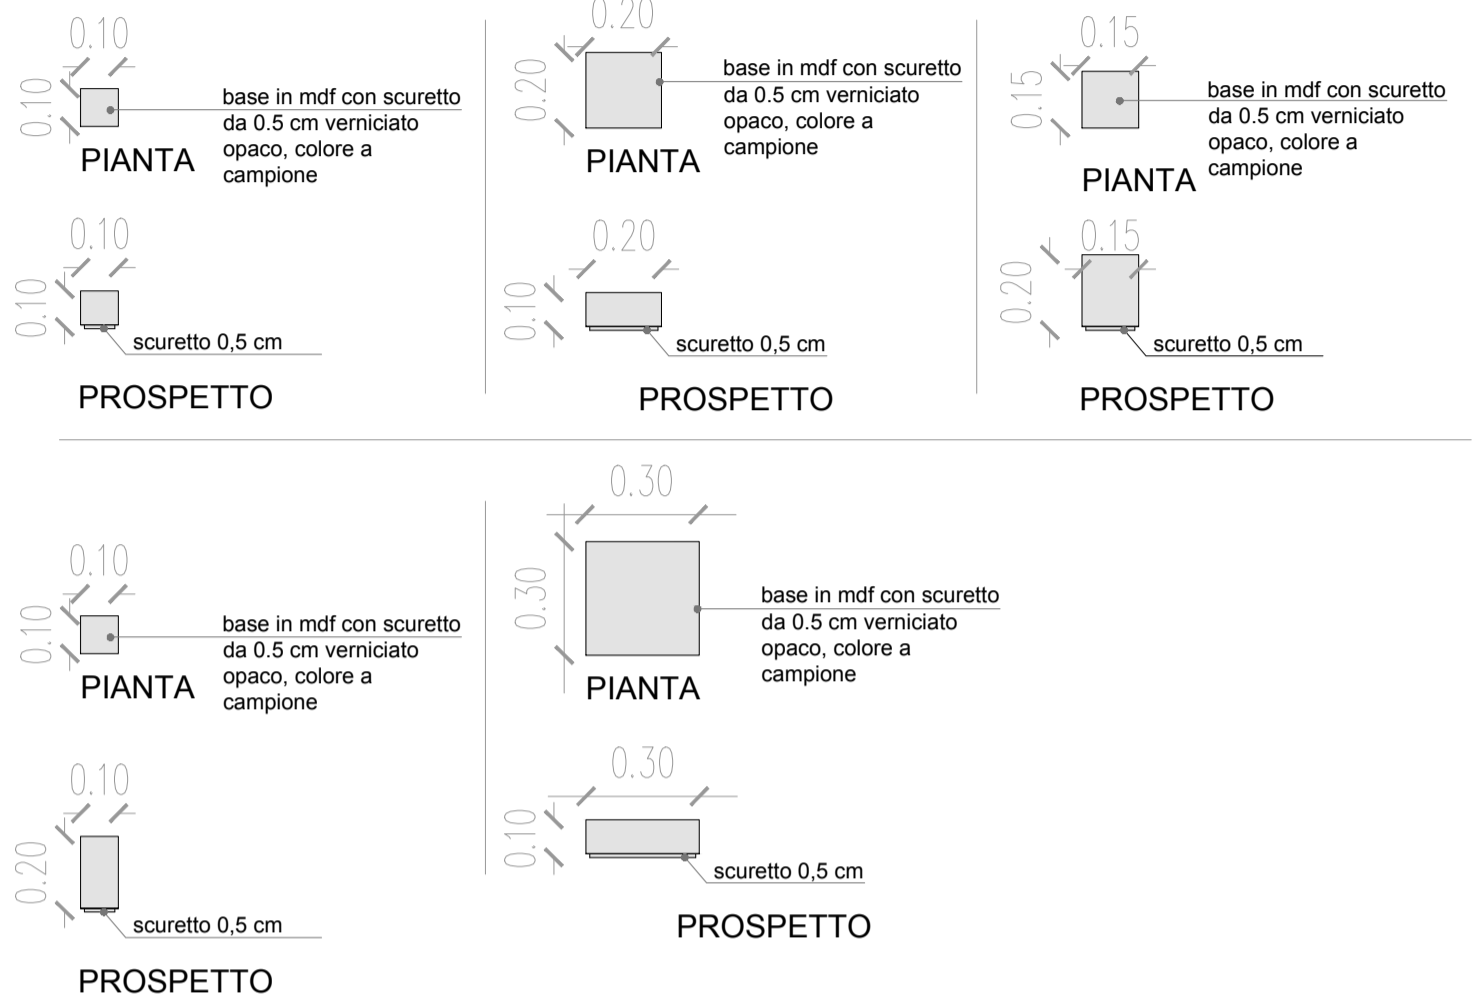 0.10
0.10
base in mdf con scuretto
da 0.5 cm verniciato
opaco, colore a
campione
PIANTA
0.10
0.10
scuretto 0,5 cm
PROSPETTO
0.20
0.20
base in mdf con scuretto
da 0.5 cm verniciato
opaco, colore a
campione
PIANTA
0.20
0.10
scuretto 0,5 cm
PROSPETTO
0.15
0.15
base in mdf con scuretto
da 0.5 cm verniciato
opaco, colore a
campione
PIANTA
0.15
0.20
scuretto 0,5 cm
PROSPETTO
0.10
0.10
base in mdf con scuretto
da 0.5 cm verniciato
opaco, colore a
campione
PIANTA
0.10
0.20
scuretto 0,5 cm
PROSPETTO
0.30
0.30
base in mdf con scuretto
da 0.5 cm verniciato
opaco, colore a
campione
PIANTA
0.30
0.10
scuretto 0,5 cm
PROSPETTO